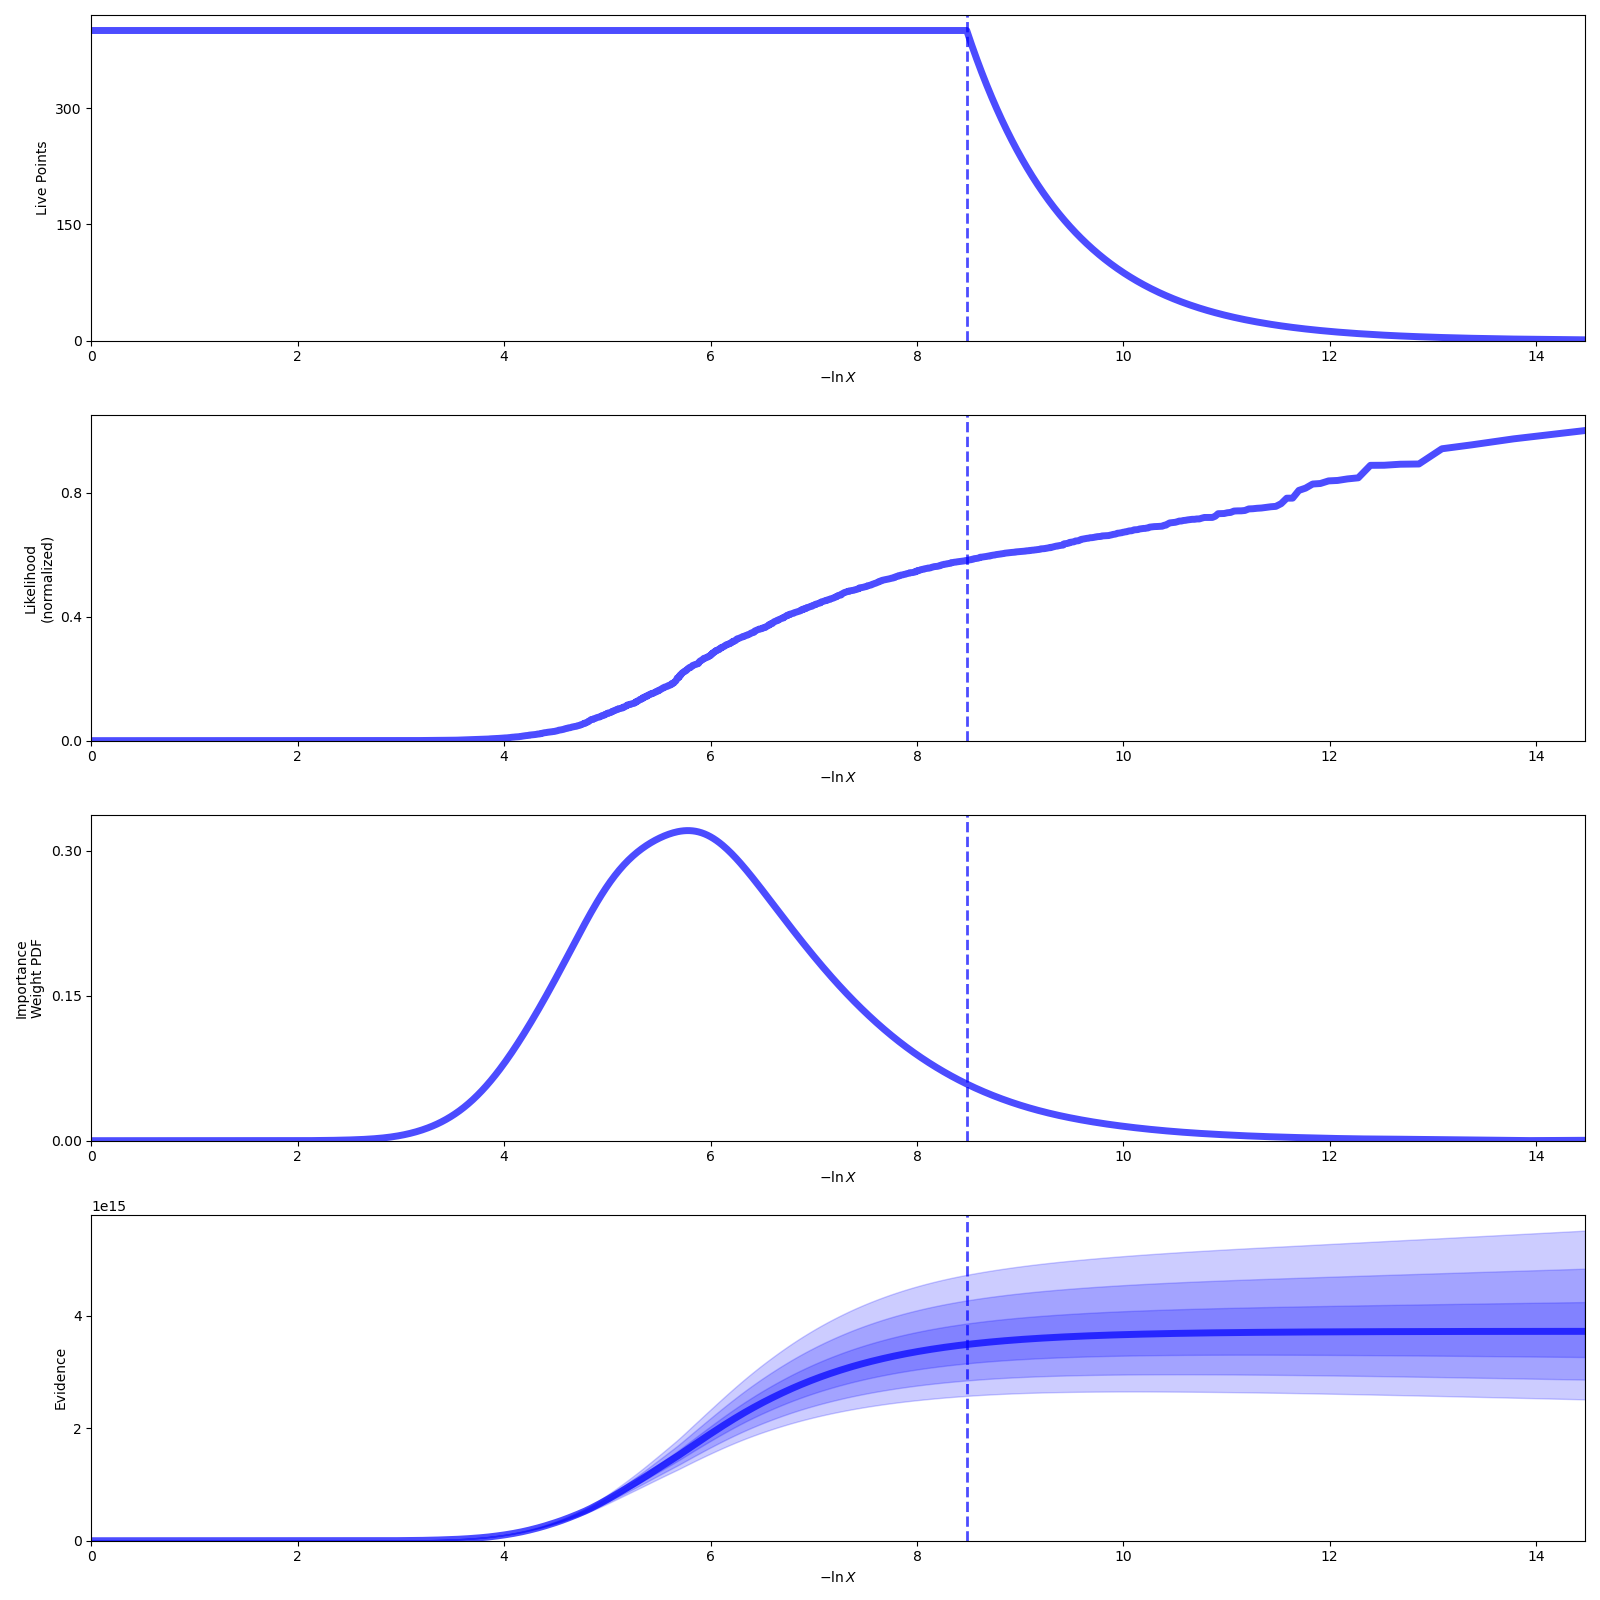 300
150
0
Live Points
0 2 4 6 8 10 12 14
−ln X
0.8
0.4
0.0
Likelihood
(normalized)
0 2 4 6 8 10 12 14
−ln X
0.30
0.15
0.00
Importance
Weight PDF
0 2 4 6 8 10 12 14
−ln X
1e15
4
2
0
Evidence
0 2 4 6 8 10 12 14
−ln X